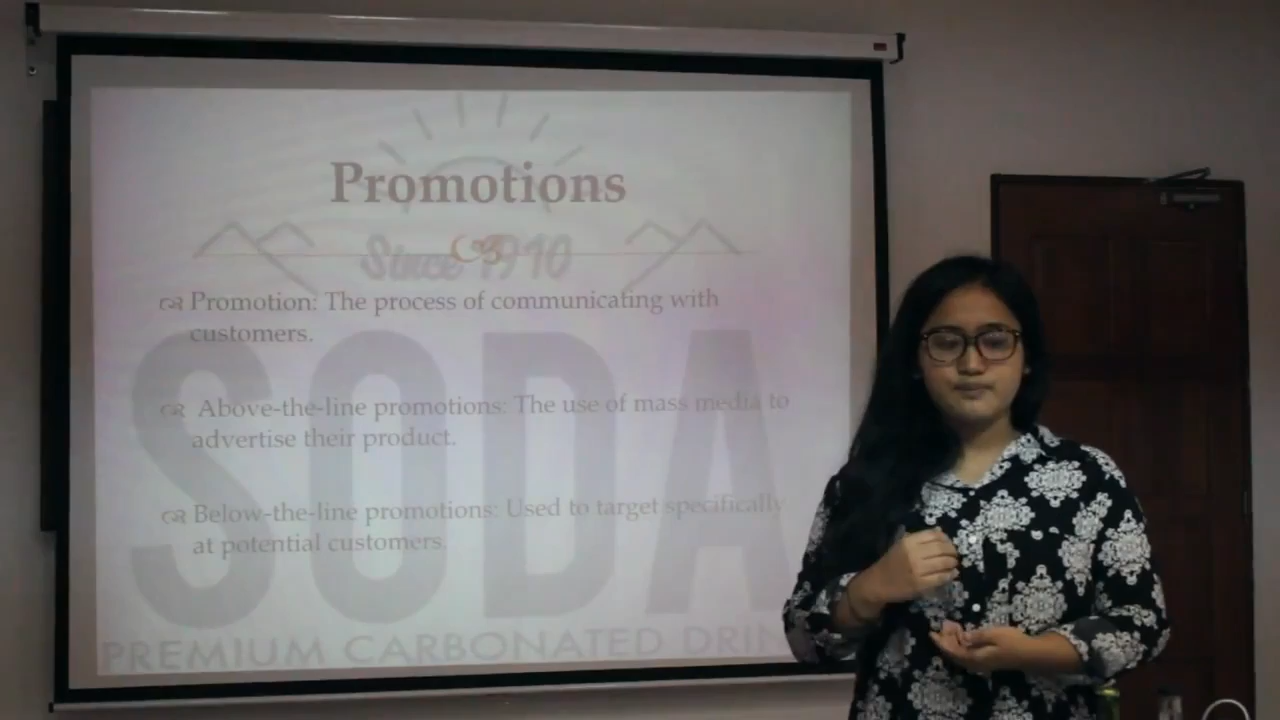 Promotions
Since 1910
Promotion: The process of communicating with
customers.
Above-the-line promotions: The use of mass media to
advertise their product.
Below-the-line promotions: Used to target specifically
at potential customers.
SODA
PREMIUM CARBONATED